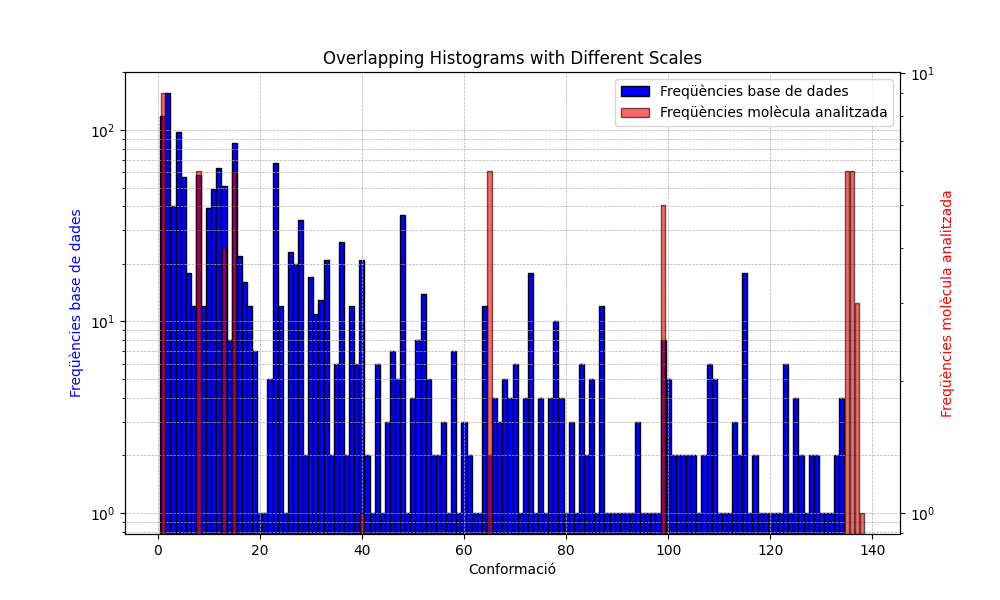 Overlapping Histograms with Different Scales
Freqüències base de dades
Freqüències molècula analitzada
10²
10¹
10⁰
10¹
10⁰
Freqüències base de dades
Freqüències molècula analitzada
0 20 40 60 80 100 120 140
Conformació